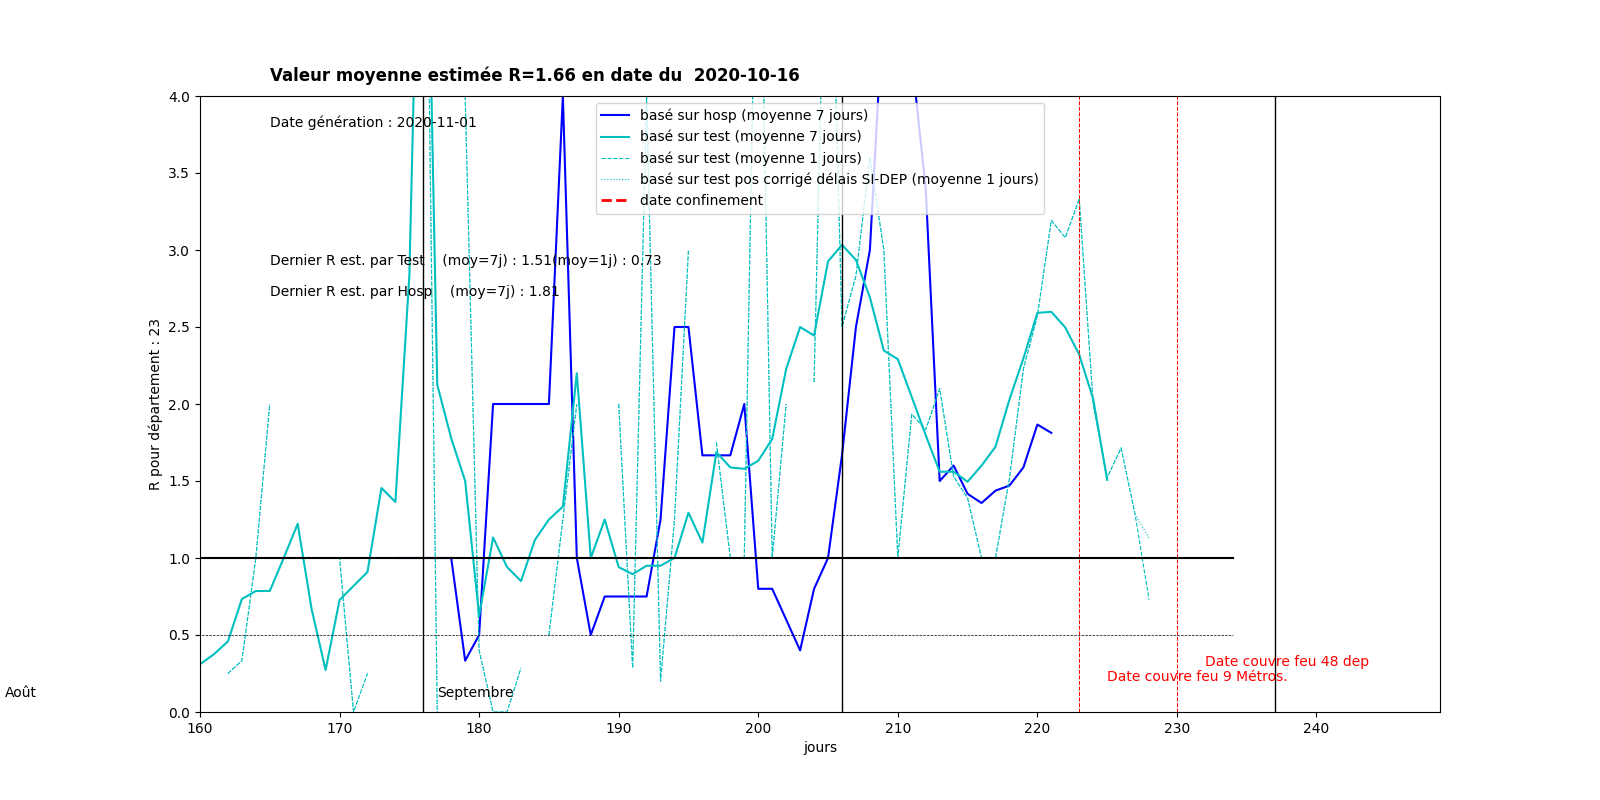 Valeur moyenne estimée R=1.66 en date du  2020-10-16
Date génération : 2020-11-01
basé sur hosp (moyenne 7 jours)
basé sur test (moyenne 7 jours)
basé sur test (moyenne 1 jours)
basé sur test pos corrigé délais SI-DEP (moyenne 1 jours)
date confinement
Dernier R est. par Test    (moy=7j) : 1.51(moy=1j) : 0.73
Dernier R est. par Hosp    (moy=7j) : 1.81
R pour département : 23
4.0
3.5
3.0
2.5
2.0
1.5
1.0
0.5
0.0
Date couvre feu 48 dep
Date couvre feu 9 Métros.
Août
Septembre
160 170 180 190 200 210 220 230 240
jours